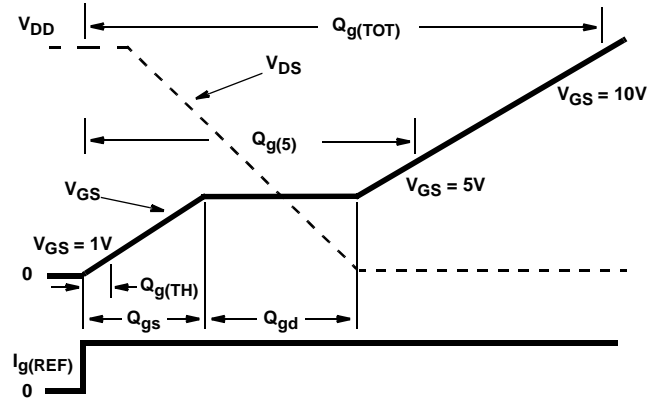 V_DD
Q_g(TOT)
V_DS
V_GS = 10V
Q_g(5)
V_GS
V_GS = 5V
V_GS = 1V
0
Q_g(TH)
Q_gs
Q_gd
I_g(REF)
0